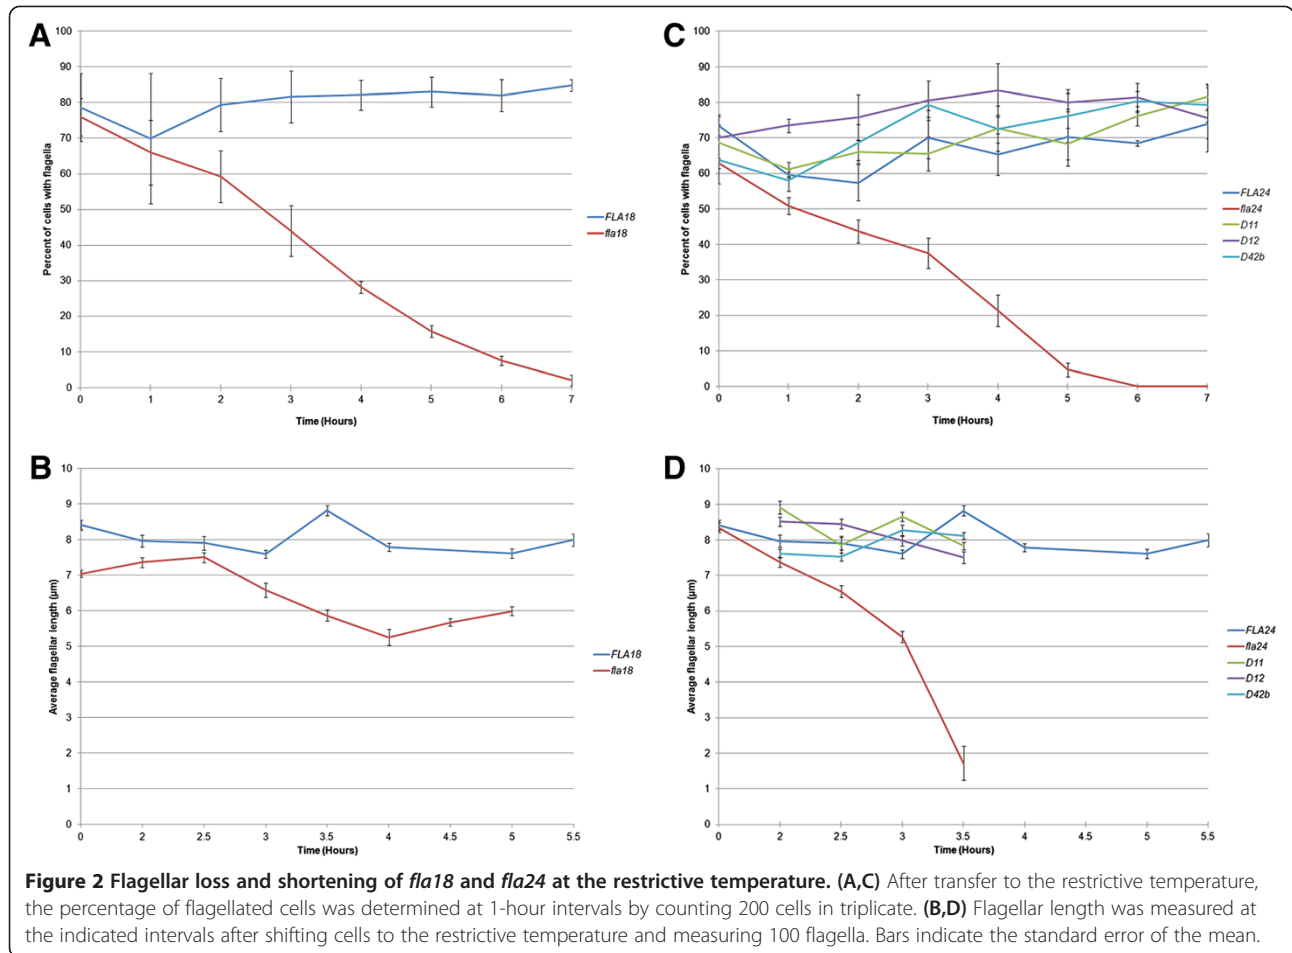 A
100
90
80
70
60
50
40
30
20
10
0
Percent of cells with flagella
0 1 2 3 4 5 6 7
Time (Hours)
FLA18
fla18
C
100
90
80
70
60
50
40
30
20
10
0
Percent of cells with flagella
0 1 2 3 4 5 6 7
Time (Hours)
FLA24
fla24
D11
D12
D42b
B
10
9
8
7
6
5
4
3
2
1
0
Average flagellar length (µm)
0 2 2.5 3 3.5 4 4.5 5 5.5
Time (Hours)
FLA18
fla18
D
10
9
8
7
6
5
4
3
2
1
0
Average flagellar length (µm)
0 2 2.5 3 3.5 4 4.5 5 5.5
Time (Hours)
FLA24
fla24
D11
D12
D42b
Figure 2 Flagellar loss and shortening of fla18 and fla24 at the restrictive temperature. (A,C) After transfer to the restrictive temperature,
the percentage of flagellated cells was determined at 1-hour intervals by counting 200 cells in triplicate. (B,D) Flagellar length was measured at
the indicated intervals after shifting cells to the restrictive temperature and measuring 100 flagella. Bars indicate the standard error of the mean.